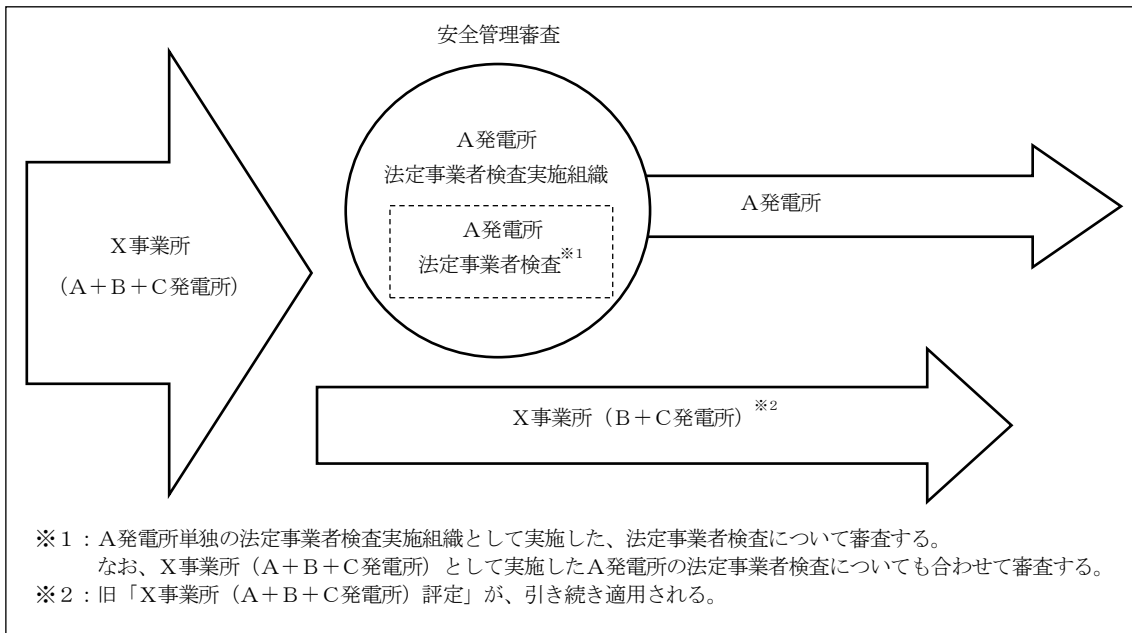 安全管理審査
A発電所
法定事業者検査実施組織
A発電所
法定事業者検査※1
A発電所
X事業所
(A+B+C発電所)
X事業所(B+C発電所)※2
※1:A発電所単独の法定事業者検査実施組織として実施した、法定事業者検査について審査する。
なお、X事業所(A+B+C発電所)として実施したA発電所の法定事業者検査についても合わせて審査する。
※2:旧「X事業所(A+B+C発電所)評定」が、引き続き適用される。